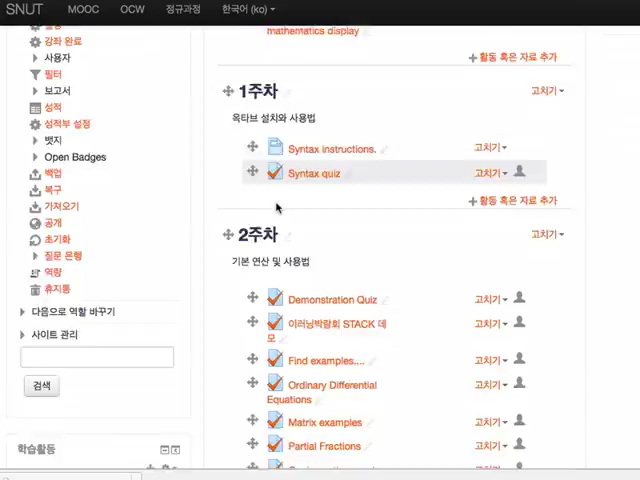 SNUT MOOC OCW 정규과정 한국어 (ko)
강좌 완료
사용자
필터
보고서
성적
성적부 설정
뱃지
Open Badges
백업
복구
가져오기
공개
초기화
질문 은행
역량
휴지통
다음으로 역할 바꾸기
사이트 관리
검색
학습활동
mathematics display
활동 혹은 자료 추가
1주차 고치기
옥타브 설치와 사용법
Syntax instructions. 고치기
Syntax quiz 고치기
활동 혹은 자료 추가
2주차 고치기
기본 연산 및 사용법
Demonstration Quiz 고치기
이러닝박람회 STACK 데 고치기
모
Find examples.... 고치기
Ordinary Differential 고치기
Equations
Matrix examples 고치기
Partial Fractions 고치기